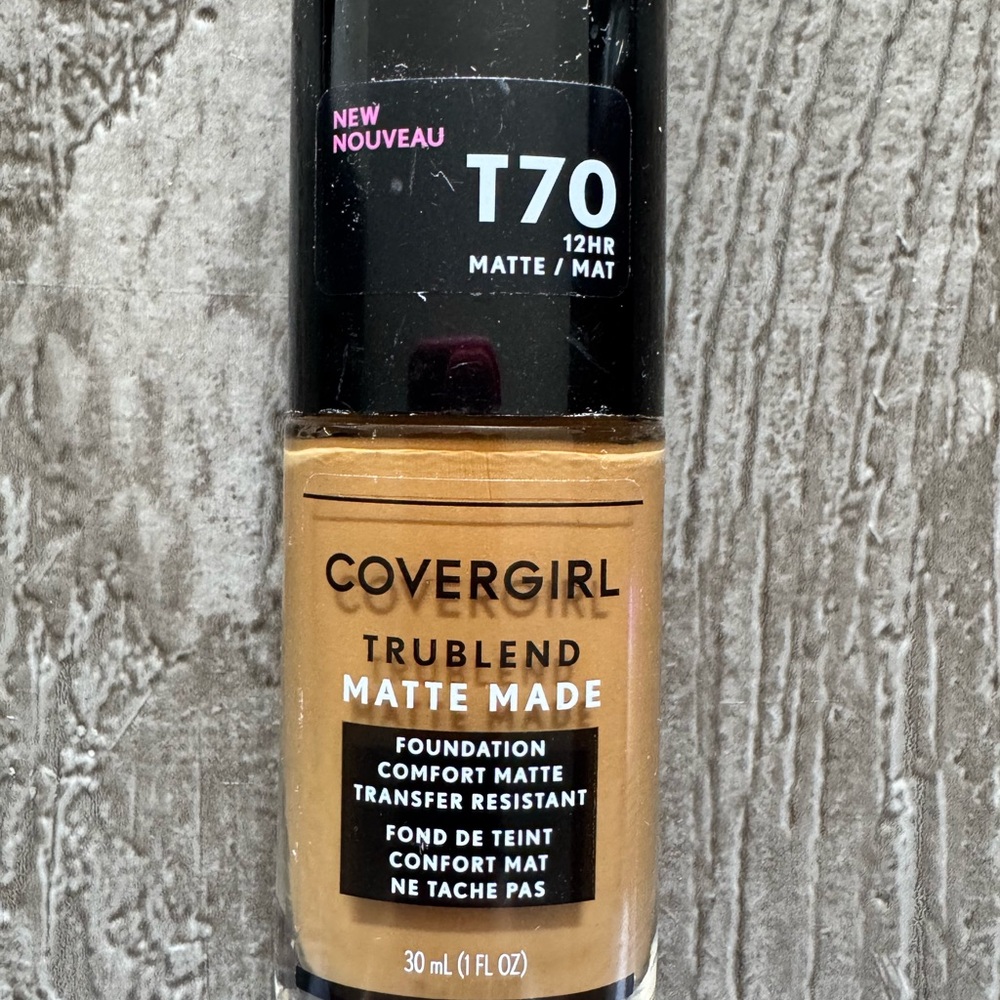 NEW
NOUVEAU
T70
12HR
MATTE / MAT
COVERGIRL
TRUBLEND
MATTE MADE
FOUNDATION
COMFORT MATTE
TRANSFER RESISTANT
FOND DE TEINT
CONFORT MAT
NE TACHE PAS
30 mL (1 FL OZ)